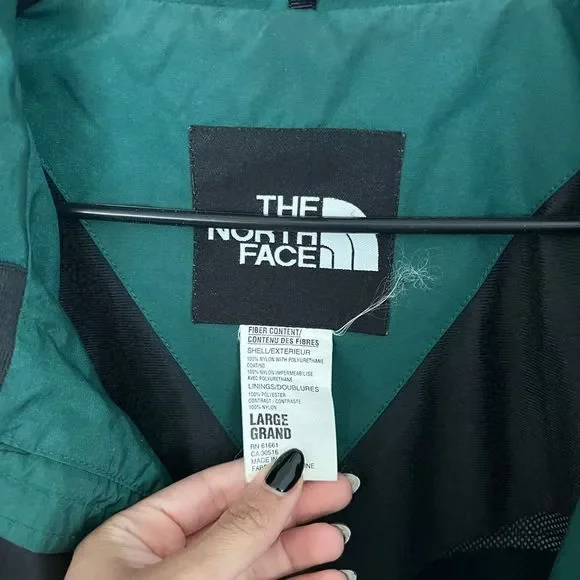 THE
NORTH
FACE
FIBER CONTENT/
CONTENU DES FIBRES
SHELL/EXTERIEUR
100% NYLON WITH POLYURETHANE
COATING
100% NYLON IMPERMEABILISE
AVEC POLYURETHANE
LININGS/DOUBLURES
100% POLYESTER
CONTRAST / CONTRASTE
100% NYLON
LARGE
GRAND
RN 61661
CA 30516
MADE IN